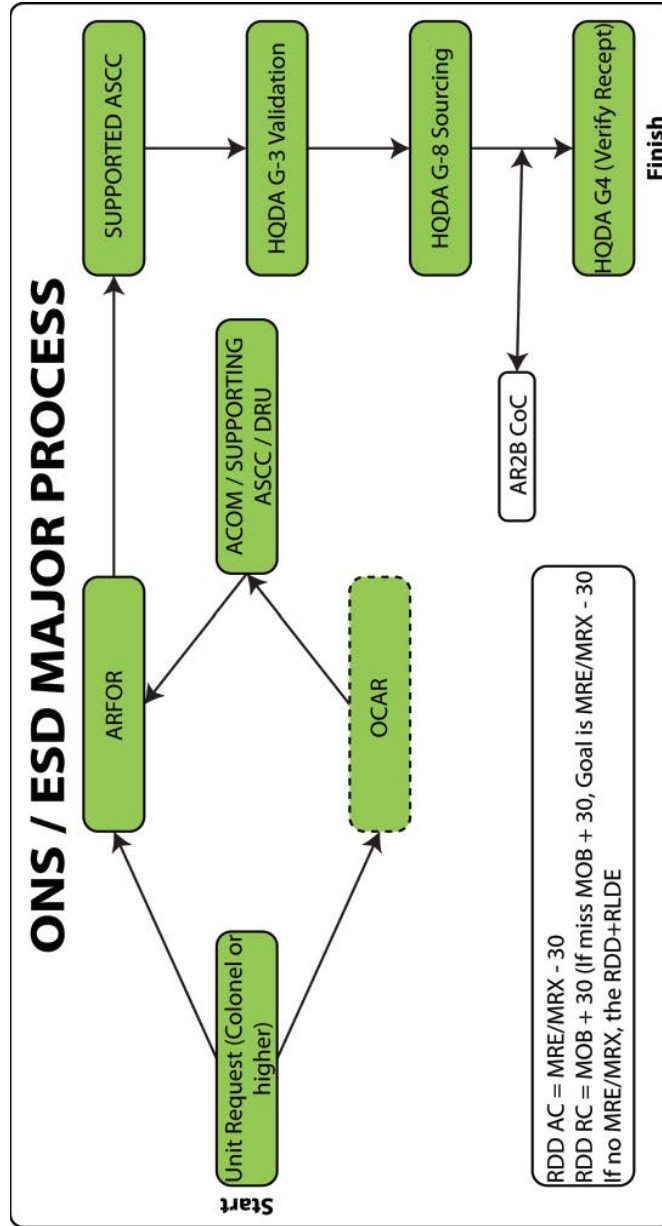 ONS / ESD MAJOR PROCESS
Start
Unit Request (Colonel or
higher)
ARFOR
OCAR
ACOM / SUPPORTING
ASCC / DRU
SUPPORTED ASCC
HQDA G-3 Validation
HQDA G-8 Sourcing
AR2B CoC
HQDA G4 (Verify Recept)
Finish
RDD AC = MRE/MRX - 30
RDD RC = MOB + 30 (If miss MOB + 30, Goal is MRE/MRX - 30
If no MRE/MRX, the RDD+RLDE